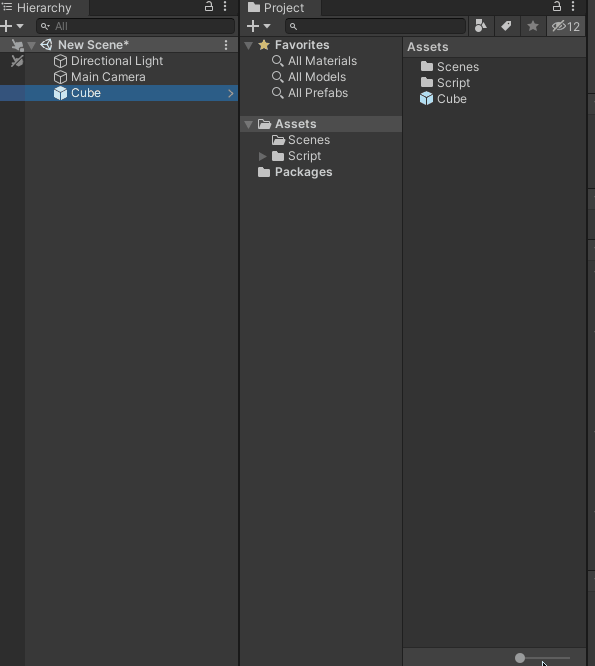 Hierarchy
All
New Scene*
Directional Light
Main Camera
Cube
Project
12
Favorites
All Materials
All Models
All Prefabs
Assets
Scenes
Script
Packages
Assets
Scenes
Script
Cube